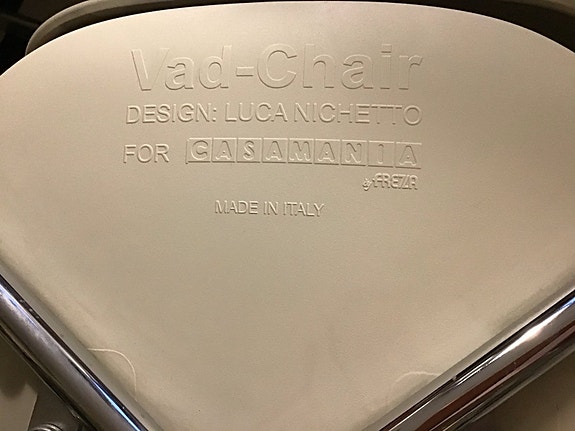 Vad-Chair
DESIGN: LUCA NICHETTO
FOR CASAMANIA
by FREZZA
MADE IN ITALY